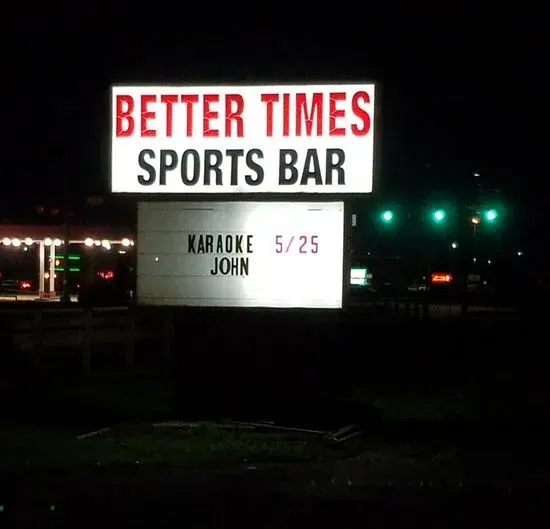 BETTER TIMES
SPORTS BAR
KARAOKE 5/25
JOHN